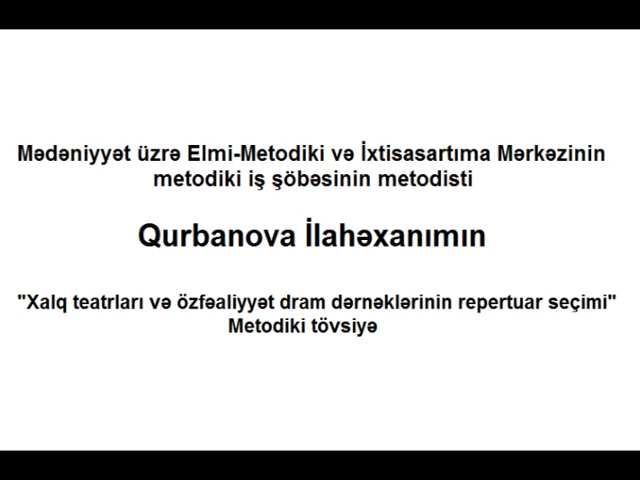 Mədəniyyət üzrə Elmi-Metodiki və İxtisasartıma Mərkəzinin
metodiki iş şöbəsinin metodisti
Qurbanova İlahəxanımın
"Xalq teatrları və özfəaliyyət dram dərnəklərinin repertuar seçimi"
Metodiki tövsiyə